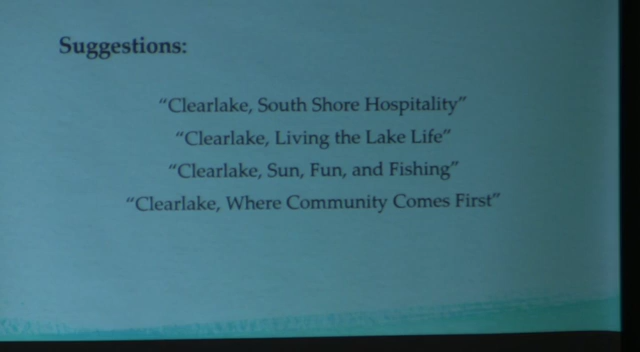 Suggestions:
“Clearlake, South Shore Hospitality”
“Clearlake, Living the Lake Life”
“Clearlake, Sun, Fun, and Fishing”
“Clearlake, Where Community Comes First”